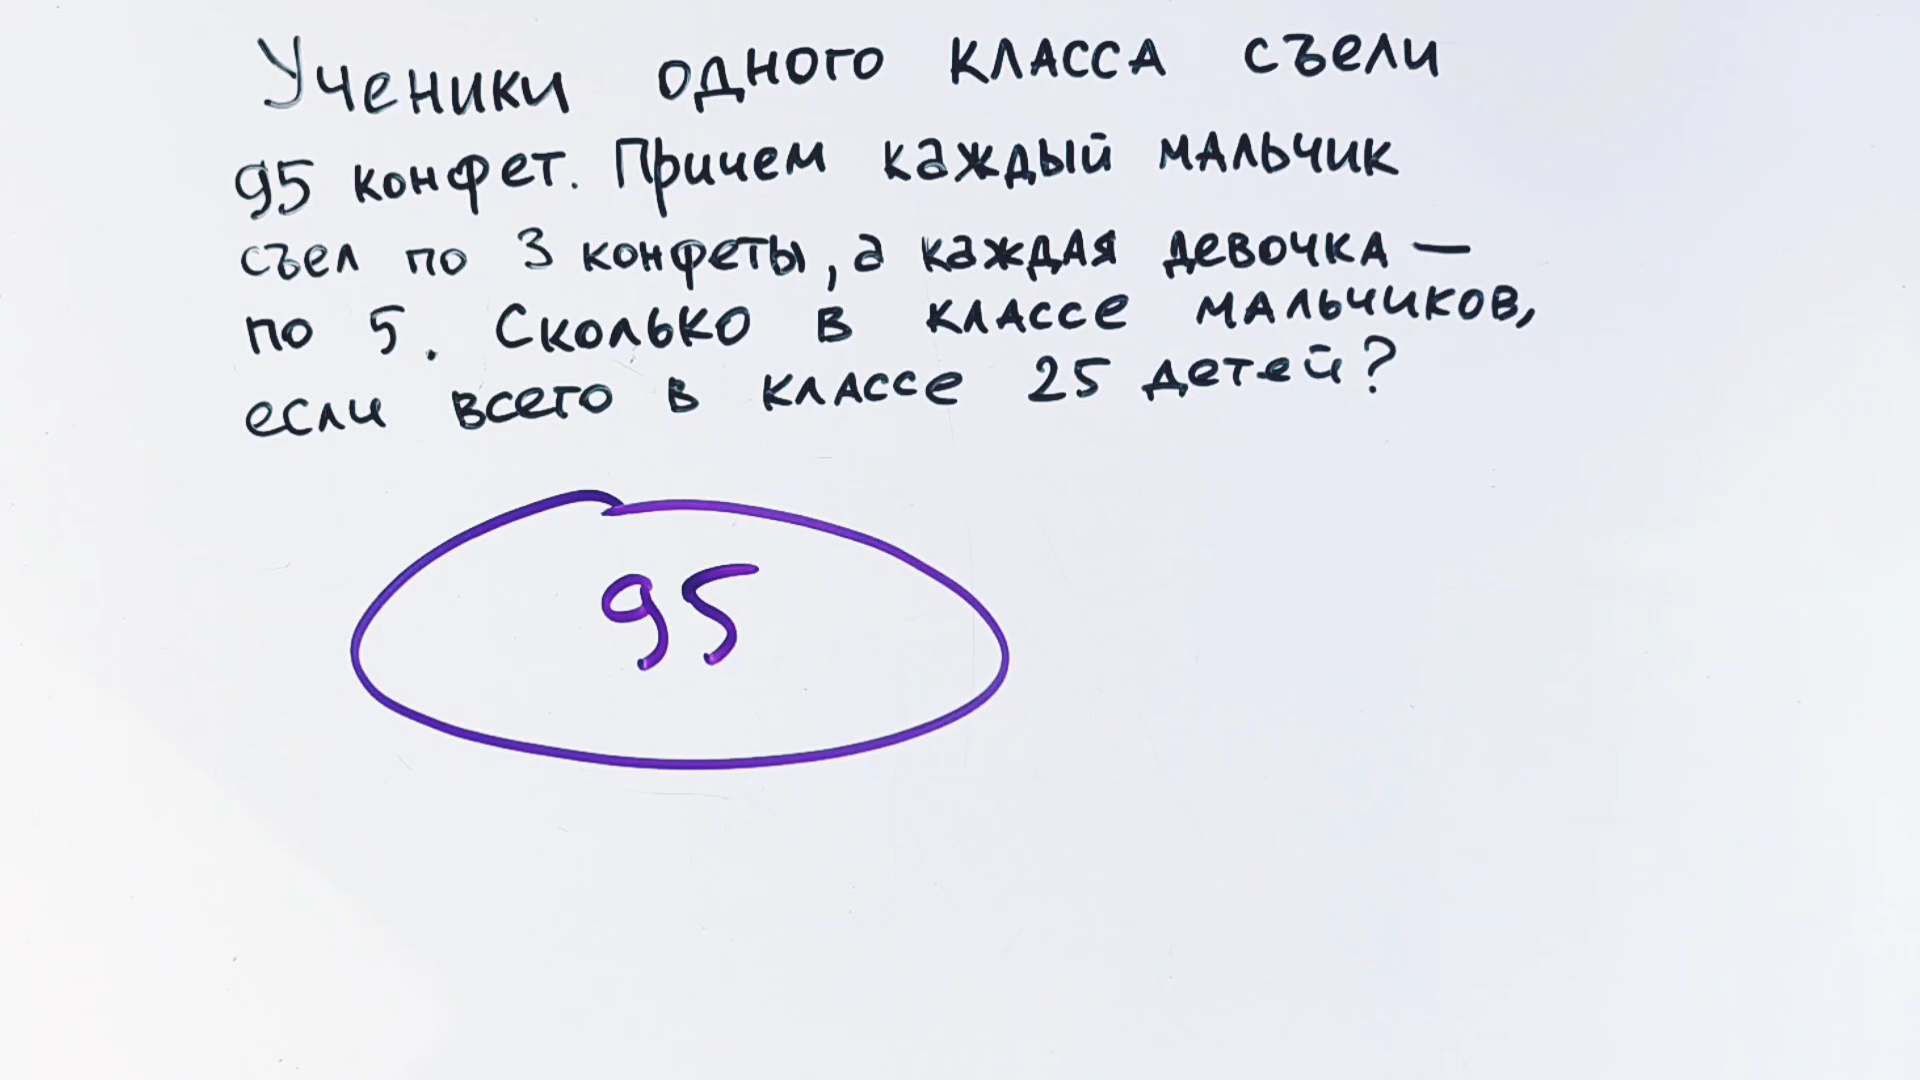 Ученики одного класса съели
95 конфет. Причем каждый мальчик
съел по 3 конфеты, а каждая девочка —
по 5. Сколько в классе мальчиков,
если всего в классе 25 детей?
95